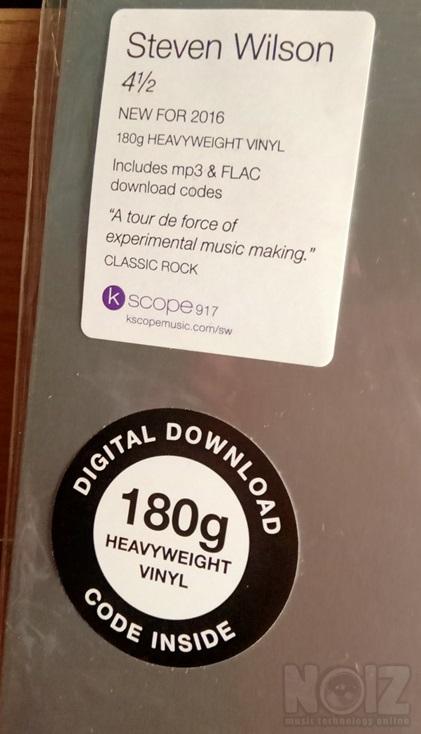 Steven Wilson
4½
NEW FOR 2016
180g HEAVYWEIGHT VINYL
Includes mp3 & FLAC
download codes
“A tour de force of
experimental music making.”
CLASSIC ROCK
kscope 917
kscopemusic.com/sw
DIGITAL DOWNLOAD
180g
HEAVYWEIGHT
VINYL
CODE INSIDE
NOIZ
music technology online